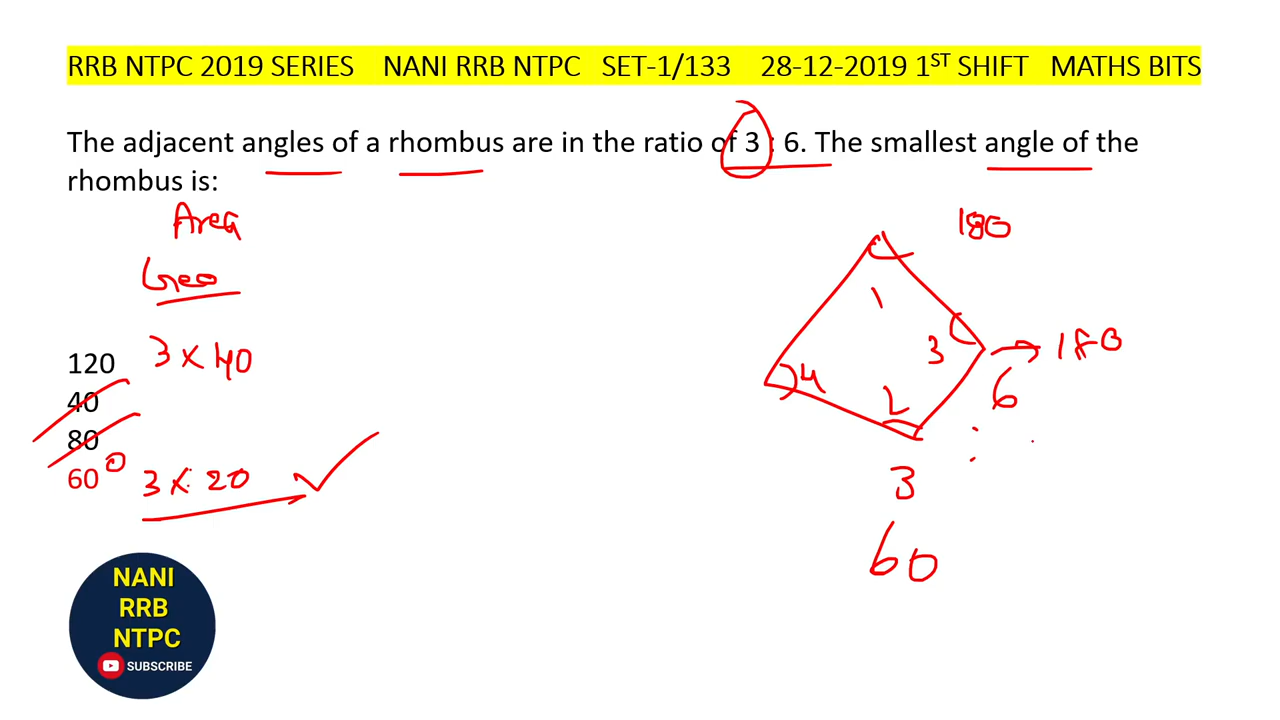 RRB NTPC 2019 SERIES NANI RRB NTPC SET-1/133 28-12-2019 1ST SHIFT MATHS BITS
The adjacent angles of a rhombus are in the ratio of 3 : 6. The smallest angle of the
rhombus is:
Area
Geo
180
1
120 3 x 40
3 → 180
40
4 2 6
80
:
60° 3 x 20
3
60
NANI
RRB
NTPC
SUBSCRIBE